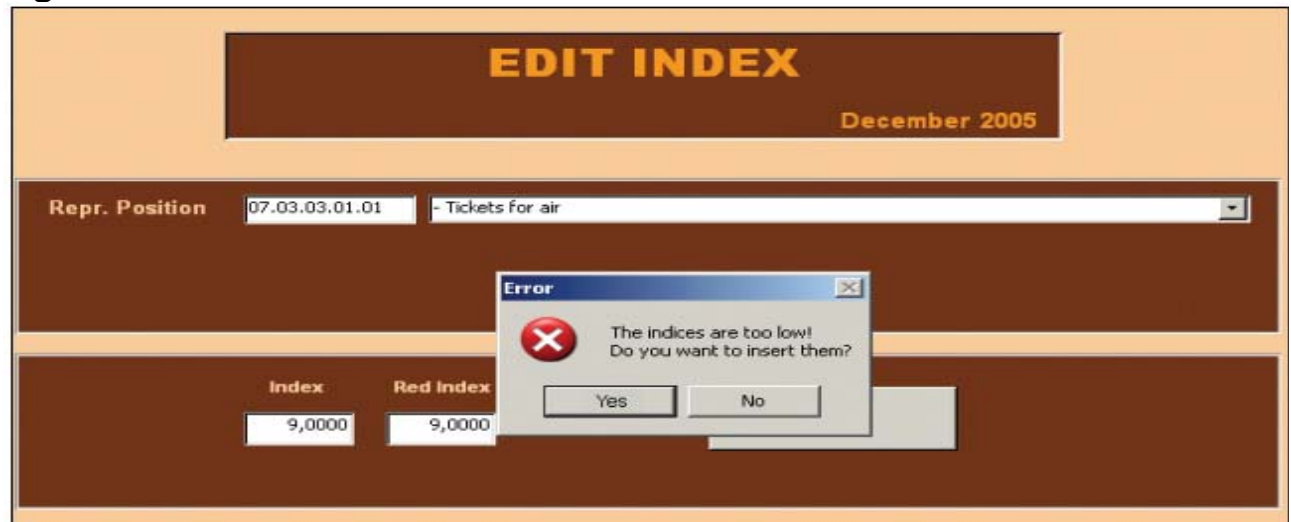 EDIT INDEX
December 2005
Repr. Position 07.03.03.01.01 - Tickets for air
Error
The indices are too low!
Do you want to insert them?
Yes No
Index Red Index
9,0000 9,0000